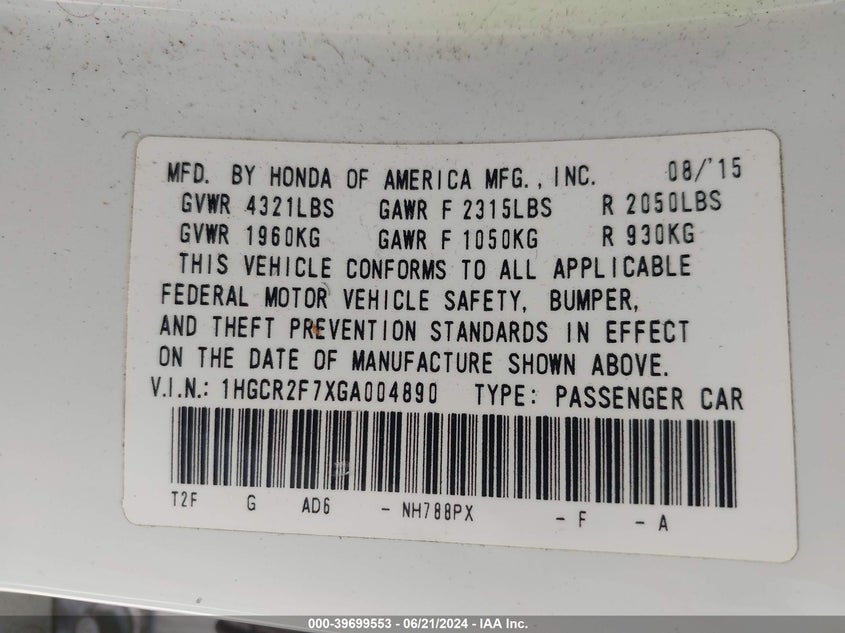 MFD. BY HONDA OF AMERICA MFG., INC. 08/'15
GVWR 4321LBS GAWR F 2315LBS R 2050LBS
GVWR 1960KG GAWR F 1050KG R 930KG
THIS VEHICLE CONFORMS TO ALL APPLICABLE
FEDERAL MOTOR VEHICLE SAFETY, BUMPER,
AND THEFT PREVENTION STANDARDS IN EFFECT
ON THE DATE OF MANUFACTURE SHOWN ABOVE.
V.I.N.: 1HGCR2F7XGA004890 TYPE: PASSENGER CAR
T2F G AD6 - NH788PX - F - A
000-39699553 / 06/21/2024 - IAA Inc.